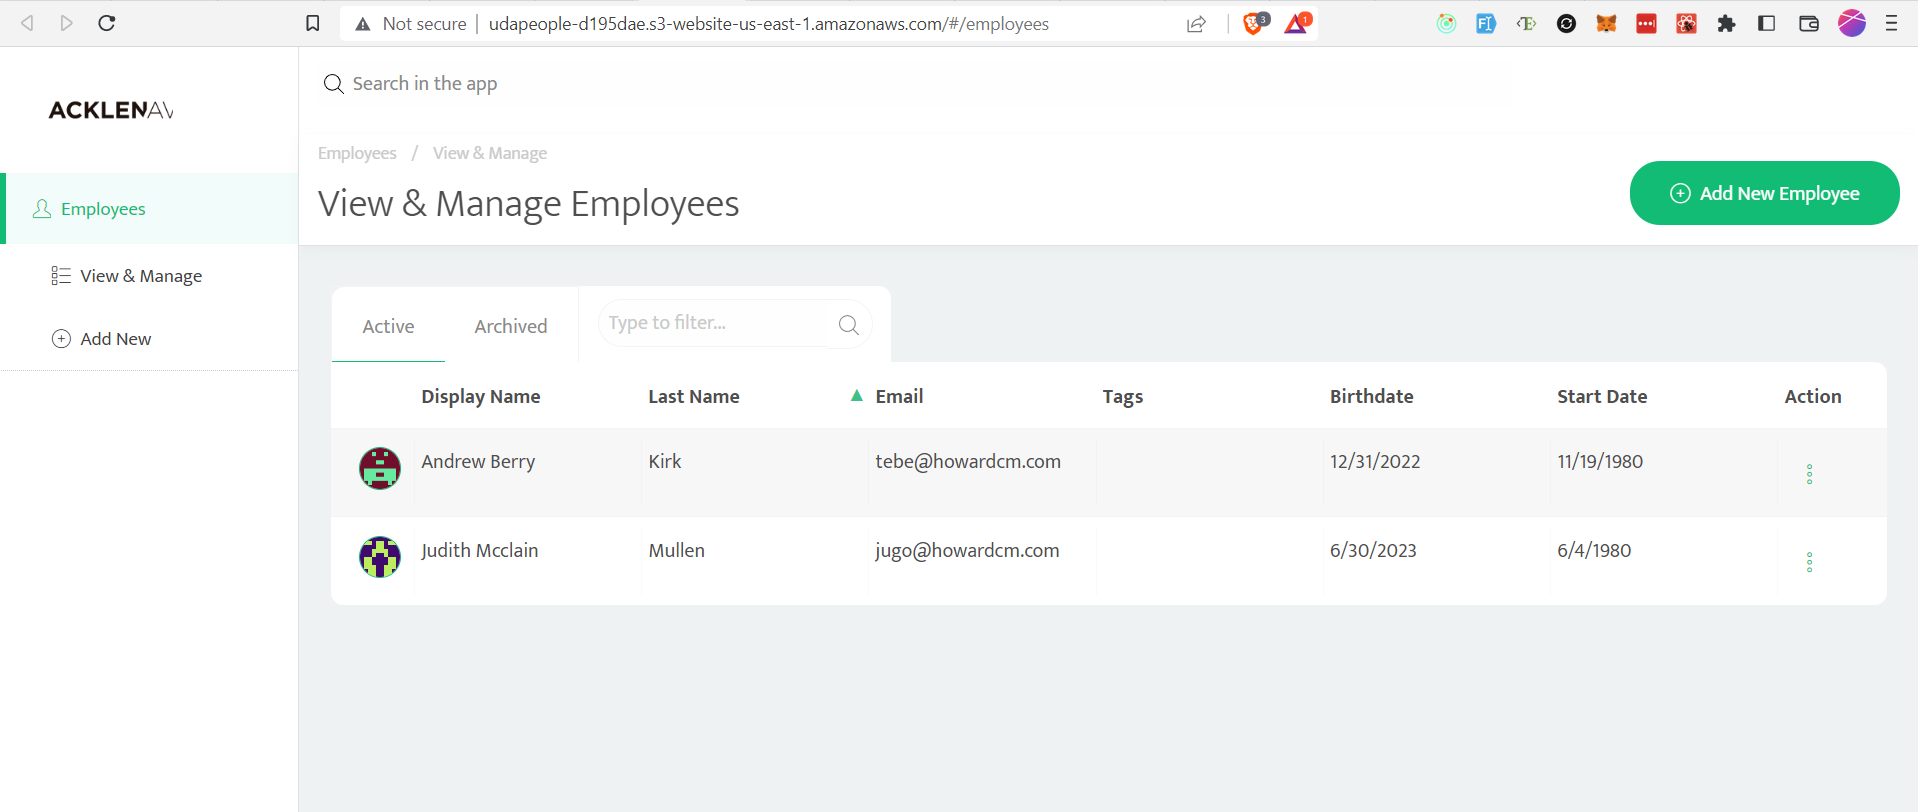 Not secure | udapeople-d195dae.s3-website-us-east-1.amazonaws.com/#/employees
3
1
ACKLENAV
Search in the app
Employees / View & Manage
View & Manage Employees
Add New Employee
Employees
View & Manage
Add New
Active Archived Type to filter...
Display Name Last Name Email Tags Birthdate Start Date Action
Andrew Berry Kirk tebe@howardcm.com 12/31/2022 11/19/1980
Judith Mcclain Mullen jugo@howardcm.com 6/30/2023 6/4/1980